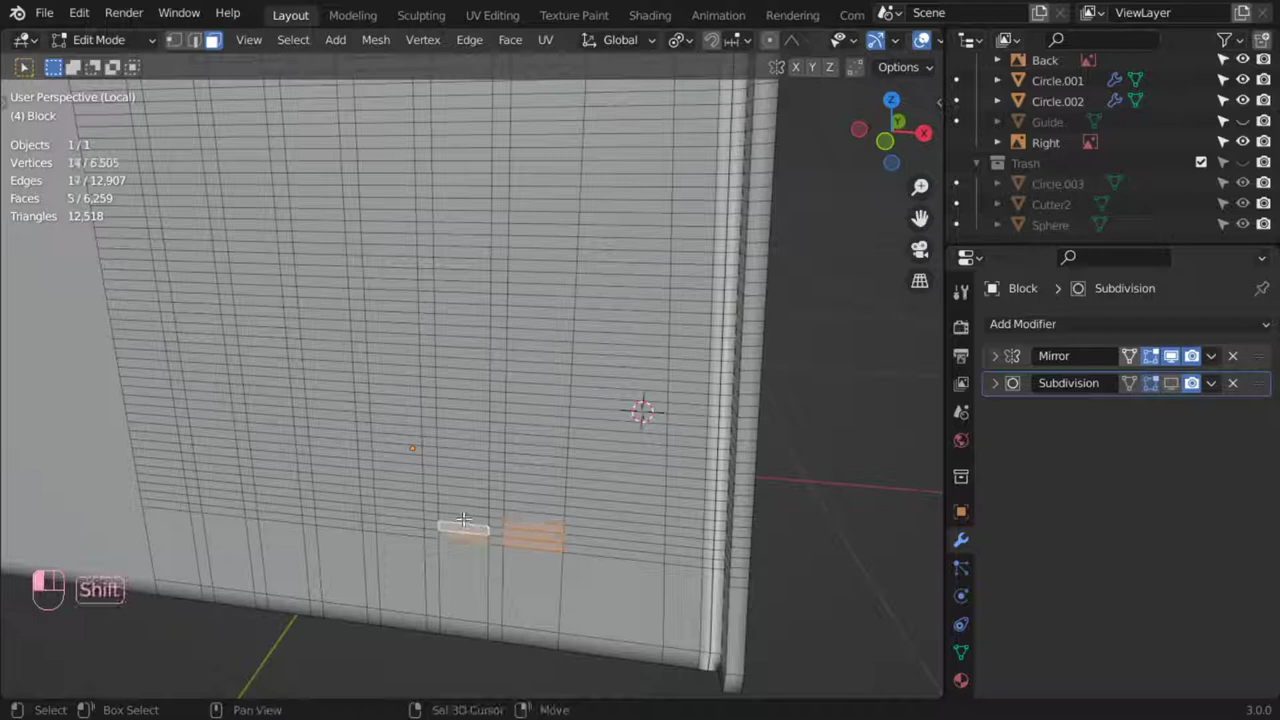 File Edit Render Window Help Layout Modeling Sculpting UV Editing Texture Paint Shading Animation Rendering Com Scene ViewLayer
Edit Mode View Select Add Mesh Vertex Edge Face UV Global
X Y Z Options
User Perspective (Local)
(4) Block
Objects 1/1
Vertices 14/6,505
Edges 17/12,907
Faces 5/6,259
Triangles 12,518
Z
Y
X
Shift
Back
Circle.001
Circle.002
Guide
Right
Trash
Circle.003
Cutter2
Sphere
Block > Subdivision
Add Modifier
Mirror
Subdivision
Select Box Select Pan View 3D Cursor Move 3.0.0